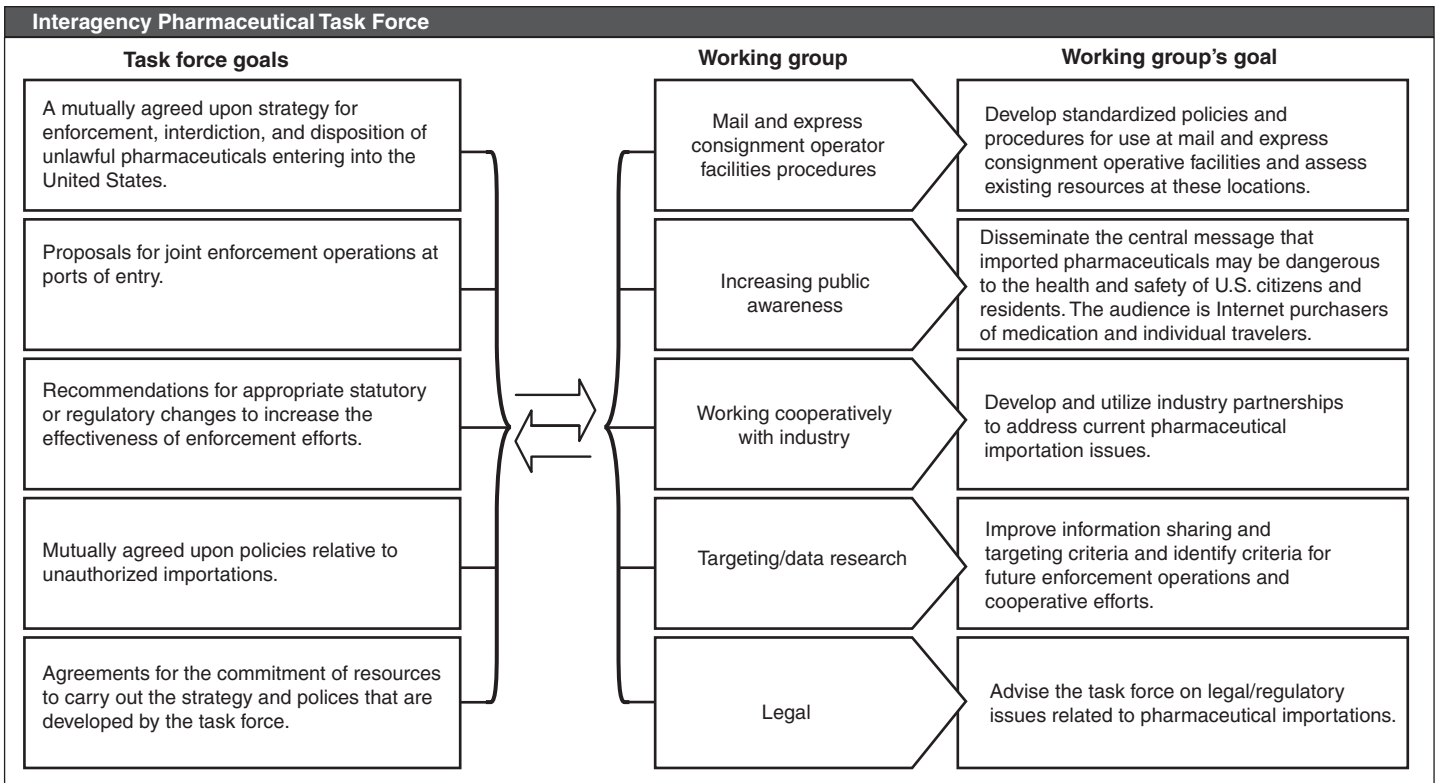 Interagency Pharmaceutical Task Force
Task force goals
Working group
Working group's goal
A mutually agreed upon strategy for
enforcement, interdiction, and disposition of
unlawful pharmaceuticals entering into the
United States.
Mail and express
consignment operator
facilities procedures
Develop standardized policies and
procedures for use at mail and express
consignment operative facilities and assess
existing resources at these locations.
Proposals for joint enforcement operations at
ports of entry.
Increasing public
awareness
Disseminate the central message that
imported pharmaceuticals may be dangerous
to the health and safety of U.S. citizens and
residents. The audience is Internet purchasers
of medication and individual travelers.
Recommendations for appropriate statutory
or regulatory changes to increase the
effectiveness of enforcement efforts.
Working cooperatively
with industry
Develop and utilize industry partnerships
to address current pharmaceutical
importation issues.
Mutually agreed upon policies relative to
unauthorized importations.
Targeting/data research
Improve information sharing and
targeting criteria and identify criteria for
future enforcement operations and
cooperative efforts.
Agreements for the commitment of resources
to carry out the strategy and polices that are
developed by the task force.
Legal
Advise the task force on legal/regulatory
issues related to pharmaceutical importations.